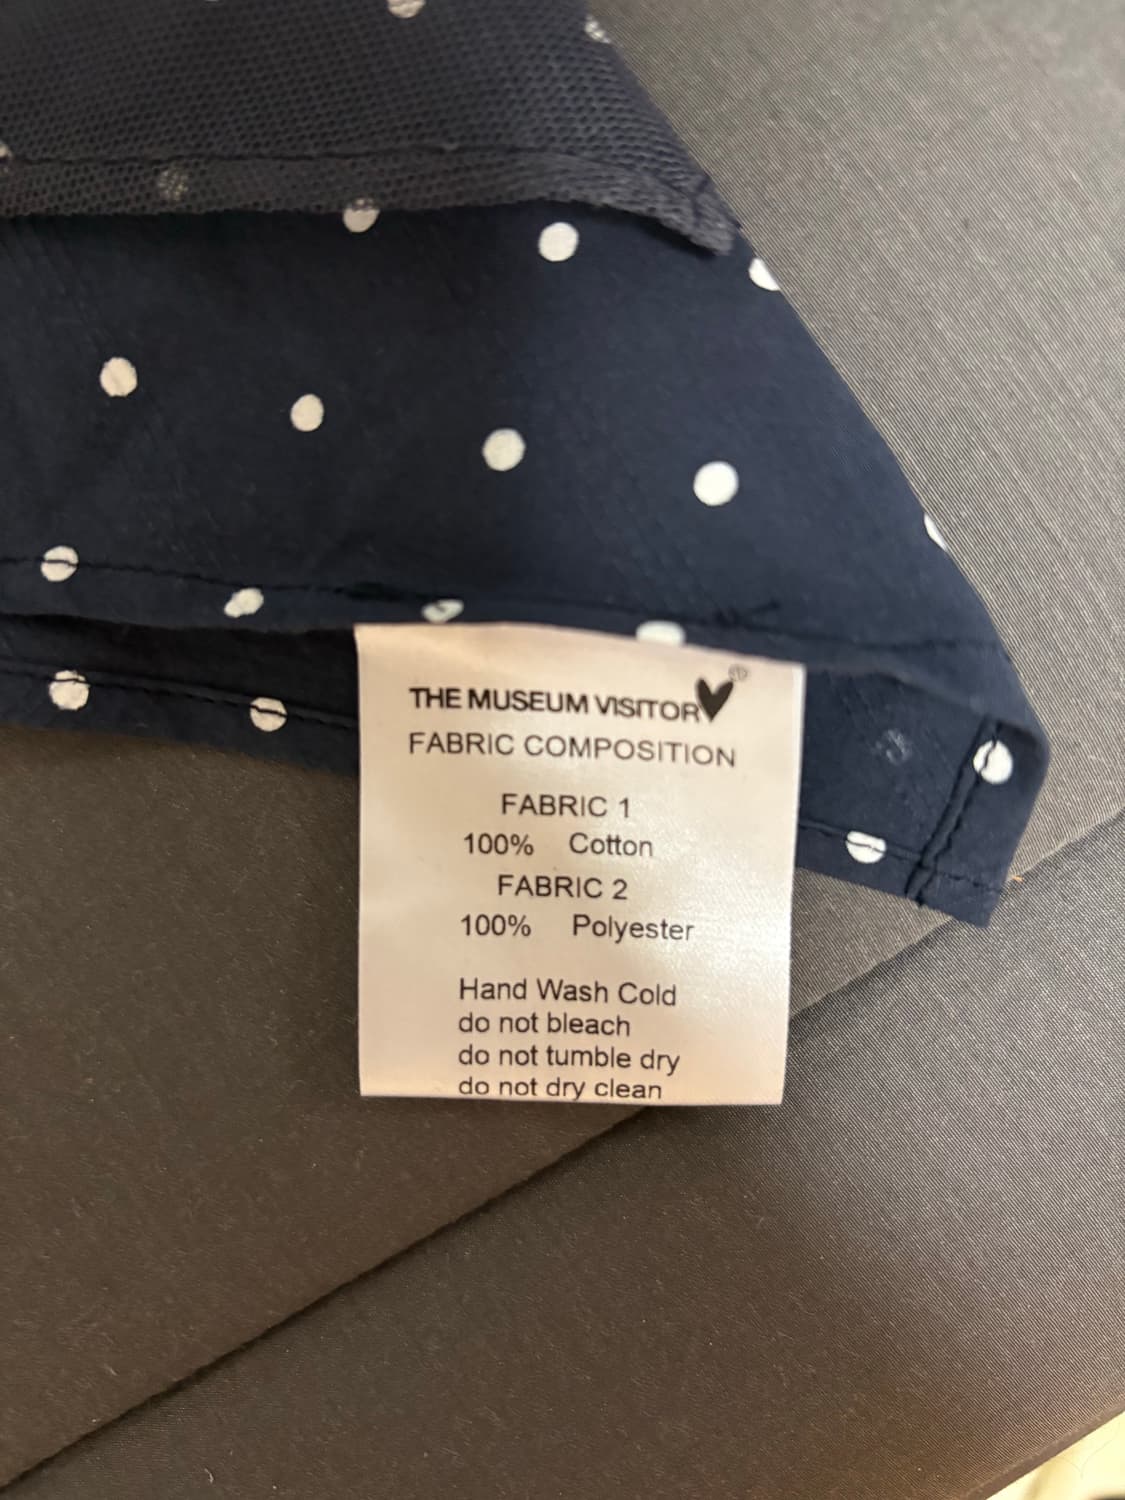 THE MUSEUM VISITOR
FABRIC COMPOSITION
FABRIC 1
100% Cotton
FABRIC 2
100% Polyester
Hand Wash Cold
do not bleach
do not tumble dry
do not dry clean